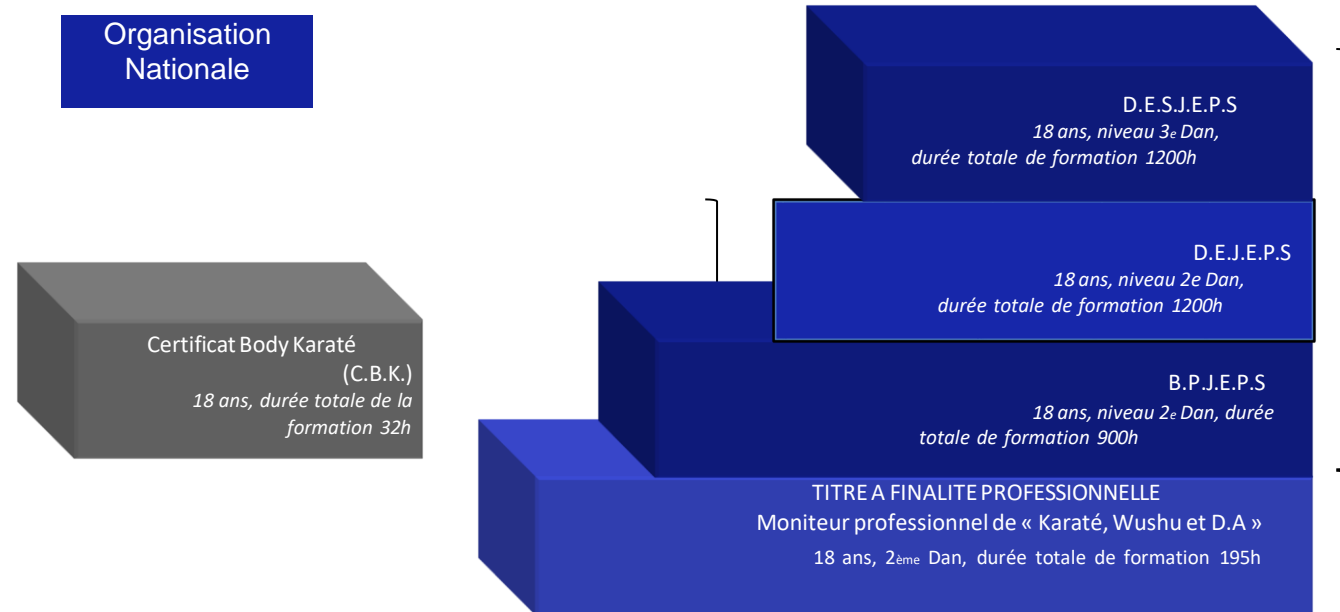 Organisation
Nationale
D.E.S.J.E.P.S
18 ans, niveau 3e Dan,
durée totale de formation 1200h
D.E.J.E.P.S
18 ans, niveau 2e Dan,
durée totale de formation 1200h
Certificat Body Karaté
(C.B.K.)
18 ans, durée totale de la
formation 32h
B.P.J.E.P.S
18 ans, niveau 2e Dan, durée
totale de formation 900h
TITRE A FINALITE PROFESSIONNELLE
Moniteur professionnel de « Karaté, Wushu et D.A »
18 ans, 2ème Dan, durée totale de formation 195h